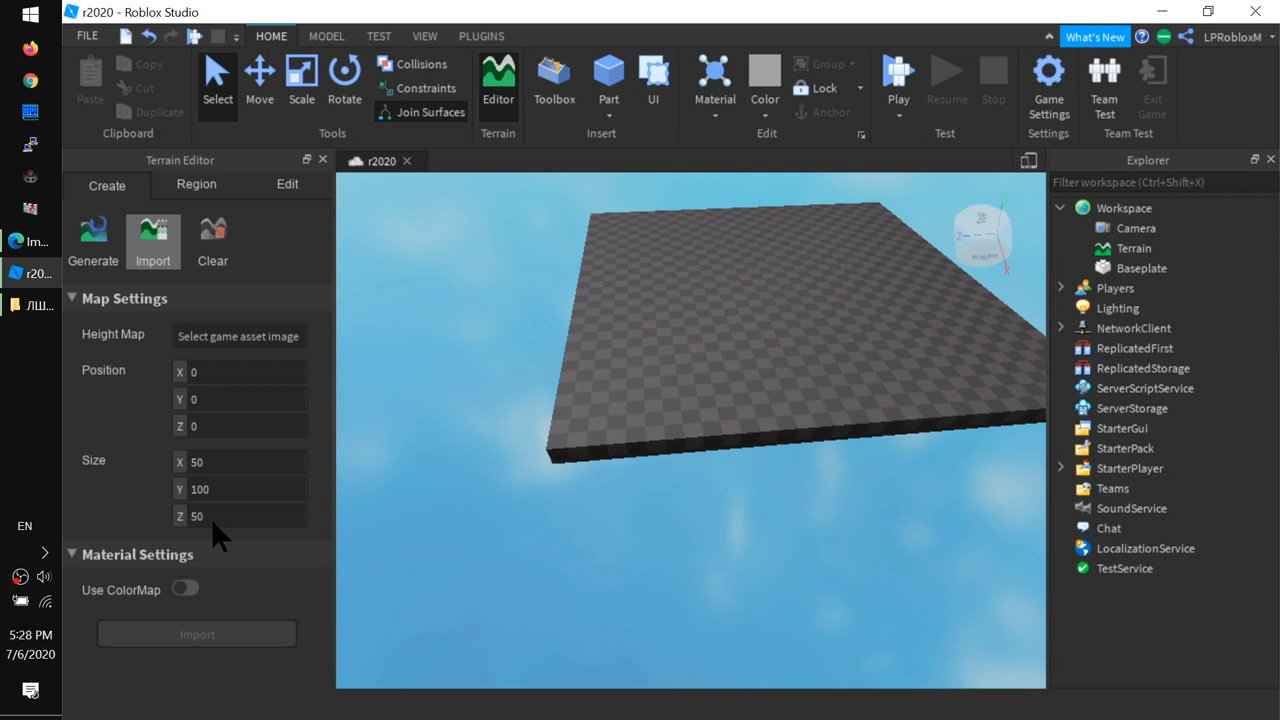 r2020 - Roblox Studio
FILE
HOME
MODEL
TEST
VIEW
PLUGINS
What's New
LPRobloxM
Paste
Copy
Cut
Duplicate
Clipboard
Select
Move
Scale
Rotate
Collisions
Constraints
Join Surfaces
Tools
Editor
Terrain
Toolbox
Part
UI
Insert
Material
Color
Group
Lock
Anchor
Edit
Play
Resume
Stop
Test
Game
Settings
Settings
Team
Test
Exit
Game
Team Test
Terrain Editor
r2020
Explorer
Create
Region
Edit
Filter workspace (Ctrl+Shift+X)
Generate
Import
Clear
Map Settings
Height Map
Select game asset image
Position
X 0
Y 0
Z 0
Size
X 50
Y 100
Z 50
Material Settings
Use ColorMap
Import
Z
Y
X
Workspace
Camera
Terrain
Baseplate
Players
Lighting
NetworkClient
ReplicatedFirst
ReplicatedStorage
ServerScriptService
ServerStorage
StarterGui
StarterPack
StarterPlayer
Teams
SoundService
Chat
LocalizationService
TestService
Im...
r20...
ЛШ...
EN
5:28 PM
7/6/2020